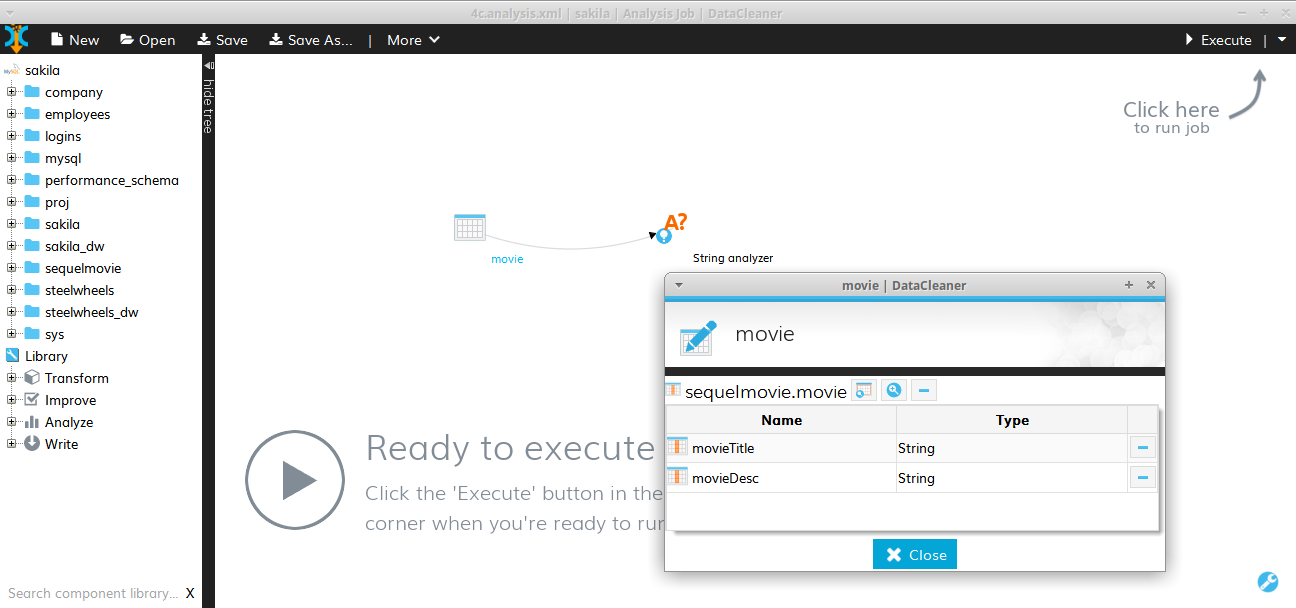 4c.analysis.xml | sakila | Analysis Job | DataCleaner
New Open Save Save As... | More Execute |
MySQL sakila
company
employees
logins
mysql
performance_schema
proj
sakila
sakila_dw
sequelmovie
steelwheels
steelwheels_dw
sys
Library
Transform
Improve
Analyze
Write
Search component library... X
hide tree
Click here
to run job
A?
movie
String analyzer
Ready to execute
Click the 'Execute' button in the
corner when you're ready to run
movie | DataCleaner
movie
sequelmovie.movie
Name Type
movieTitle String
movieDesc String
Close